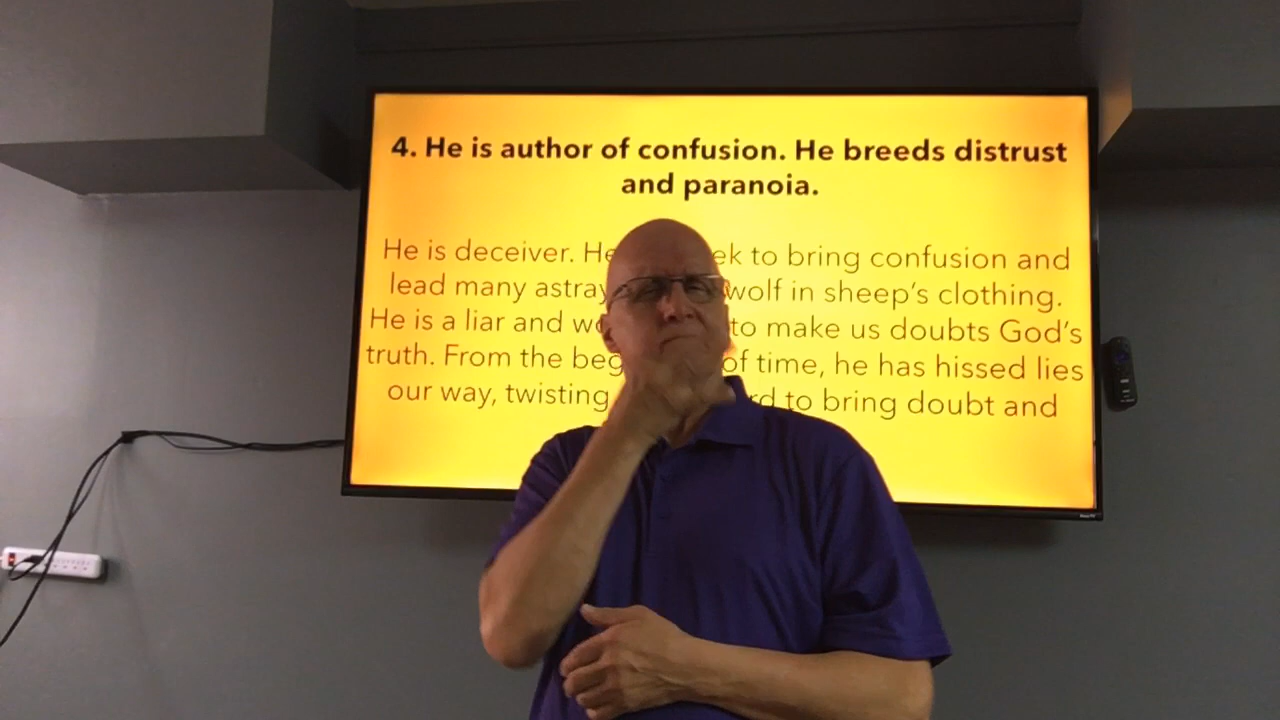 4. He is author of confusion. He breeds distrust
and paranoia.
He is deceiver. He ek to bring confusion and
lead many astray wolf in sheep's clothing.
He is a liar and wo to make us doubts God's
truth. From the beg of time, he has hissed lies
our way, twisting rd to bring doubt and